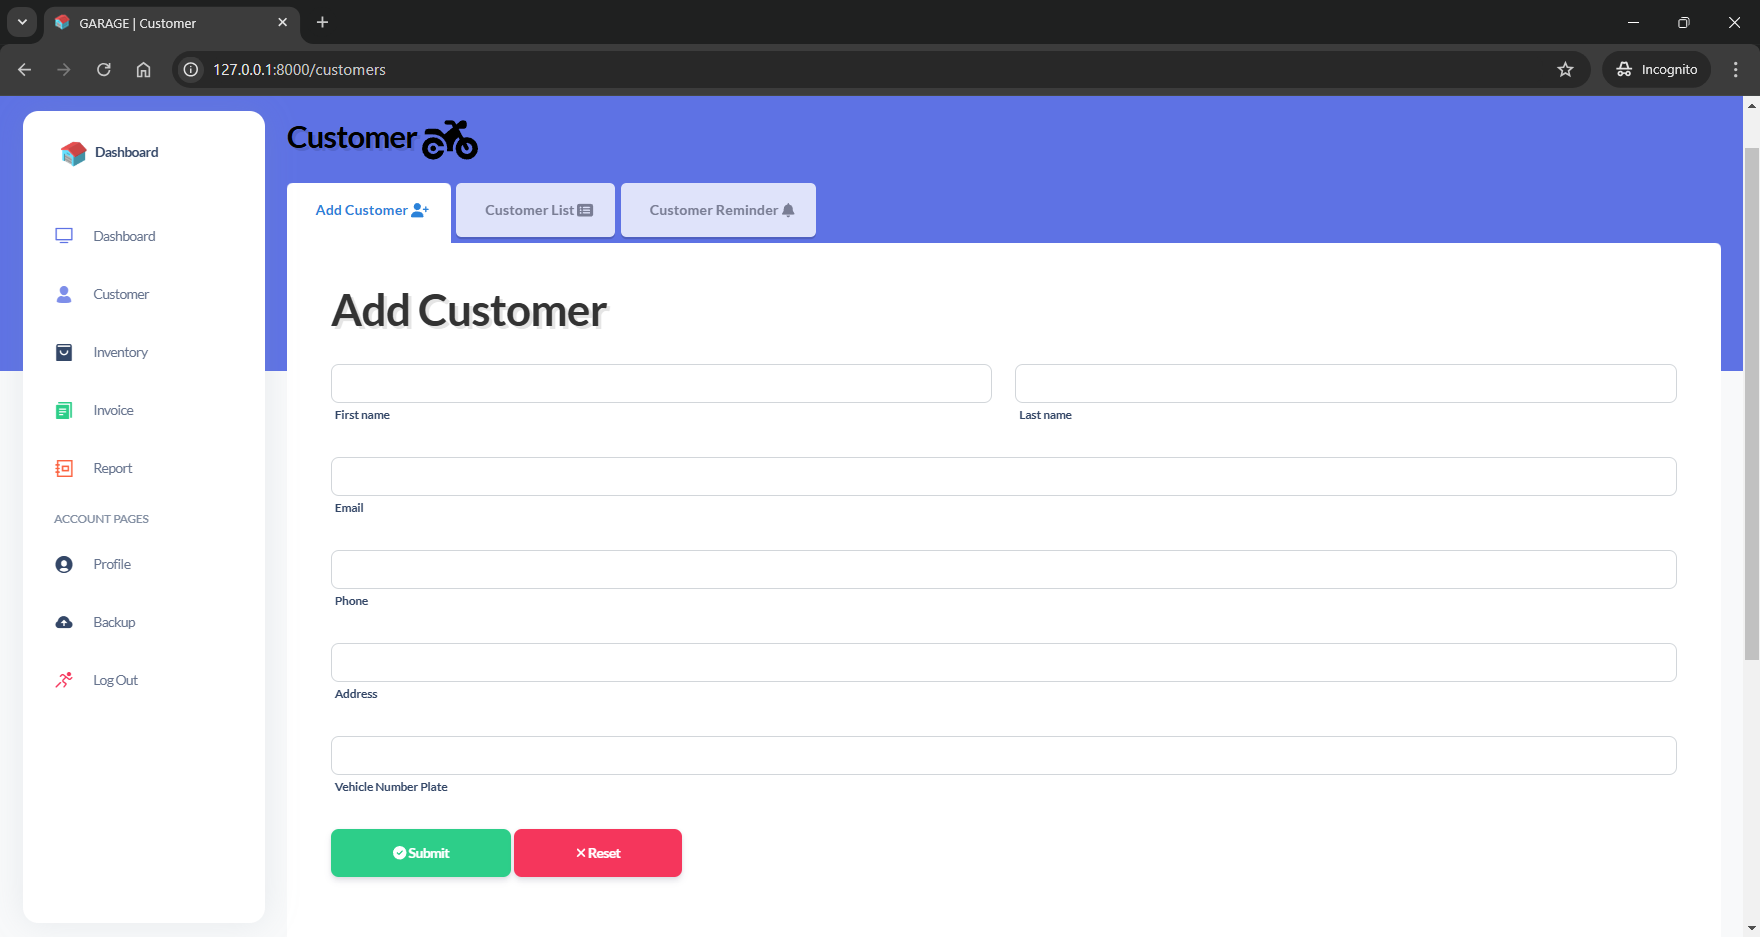 GARAGE | Customer
127.0.0.1:8000/customers
Incognito
Dashboard
Dashboard
Customer
Inventory
Invoice
Report
ACCOUNT PAGES
Profile
Backup
Log Out
Customer
Add Customer
Customer List
Customer Reminder
Add Customer
First name
Last name
Email
Phone
Address
Vehicle Number Plate
Submit
Reset